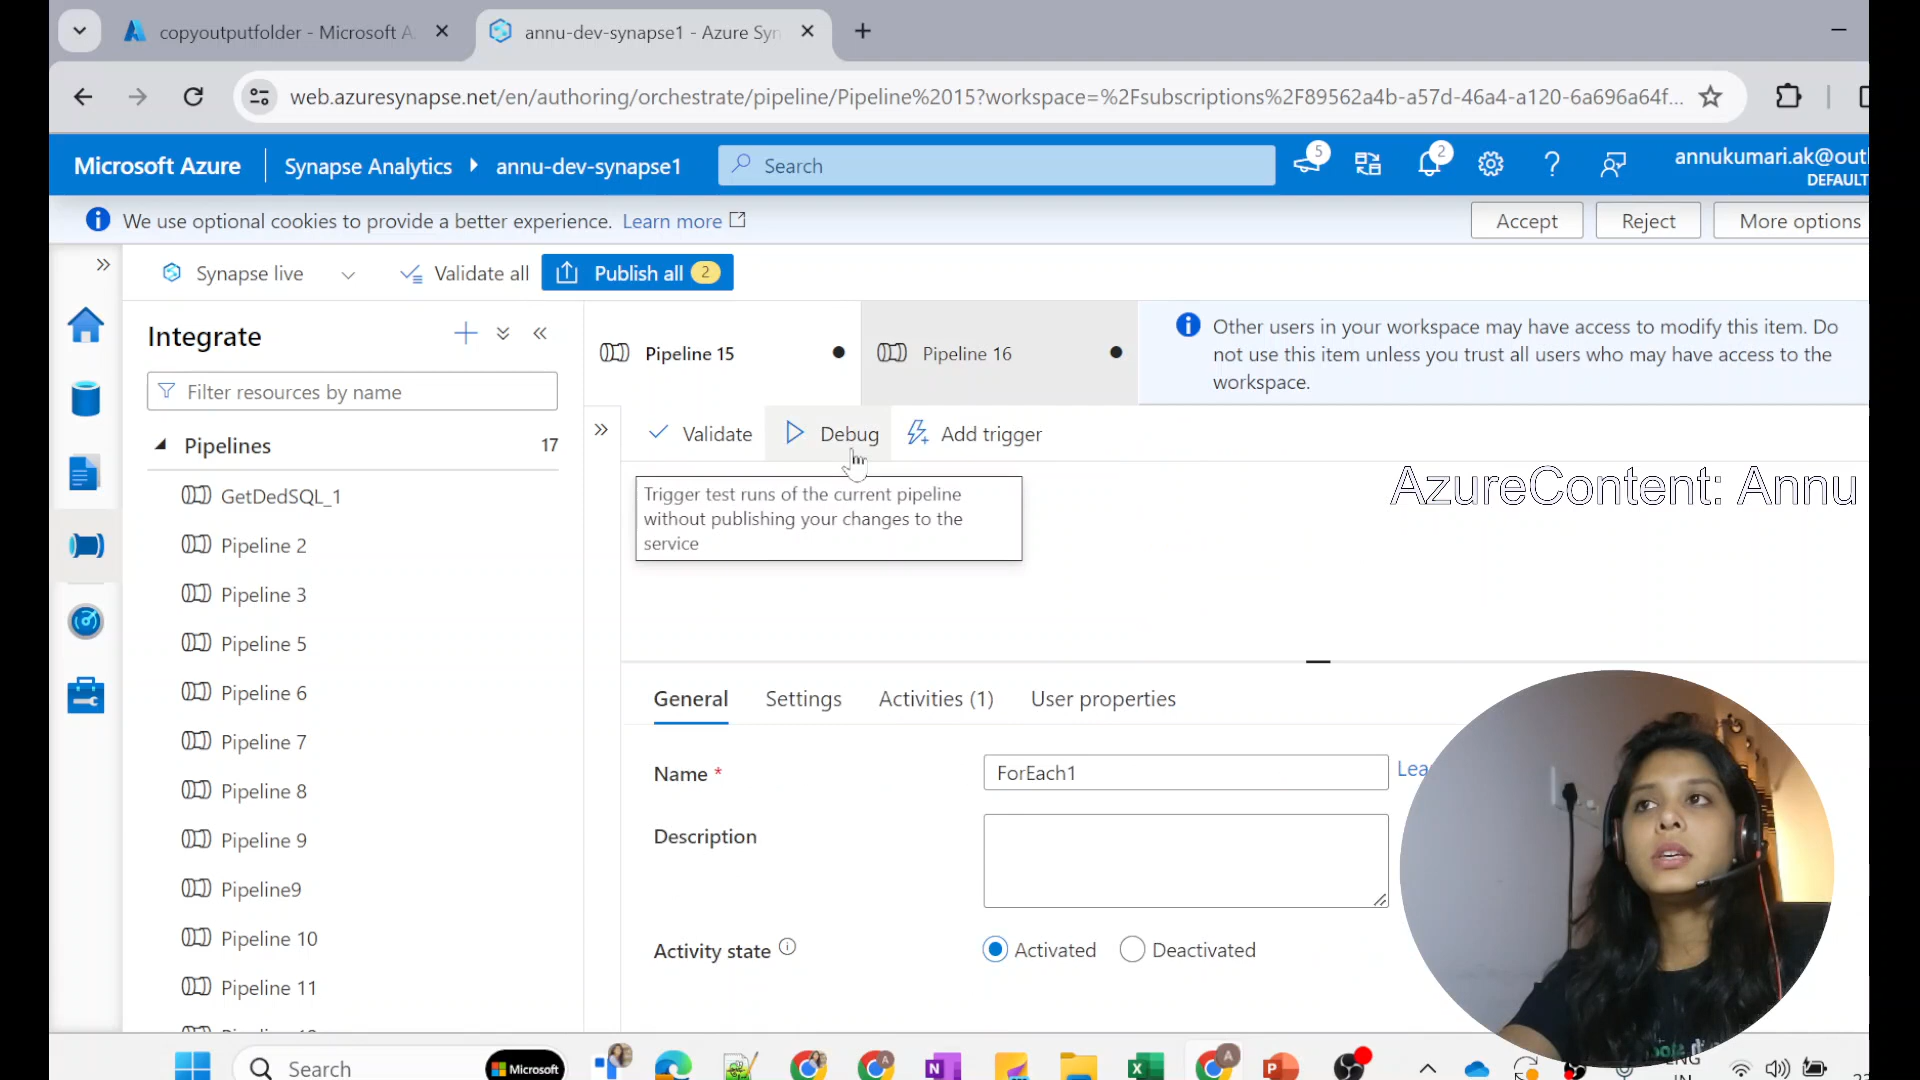 copyoutputfolder - Microsoft A
annu-dev-synapse1 - Azure Syn
web.azuresynapse.net/en/authoring/orchestrate/pipeline/Pipeline%2015?workspace=%2Fsubscriptions%2F89562a4b-a57d-46a4-a120-6a696a64f...
Microsoft Azure
Synapse Analytics
annu-dev-synapse1
Search
5
2
annukumari.ak@out
DEFAULT
We use optional cookies to provide a better experience. Learn more
Accept
Reject
More options
Synapse live
Validate all
Publish all 2
Integrate
Pipeline 15
Pipeline 16
Other users in your workspace may have access to modify this item. Do
not use this item unless you trust all users who may have access to the
workspace.
Filter resources by name
Validate
Debug
Add trigger
Pipelines 17
AzureContent: Annu
Trigger test runs of the current pipeline
without publishing your changes to the
service
GetDedSQL_1
Pipeline 2
Pipeline 3
Pipeline 5
Pipeline 6
Pipeline 7
Pipeline 8
Pipeline 9
Pipeline9
Pipeline 10
Pipeline 11
General
Settings
Activities (1)
User properties
Name *
ForEach1
Lea
Description
Activity state
Activated
Deactivated
Search
Microsoft
ENG
IN